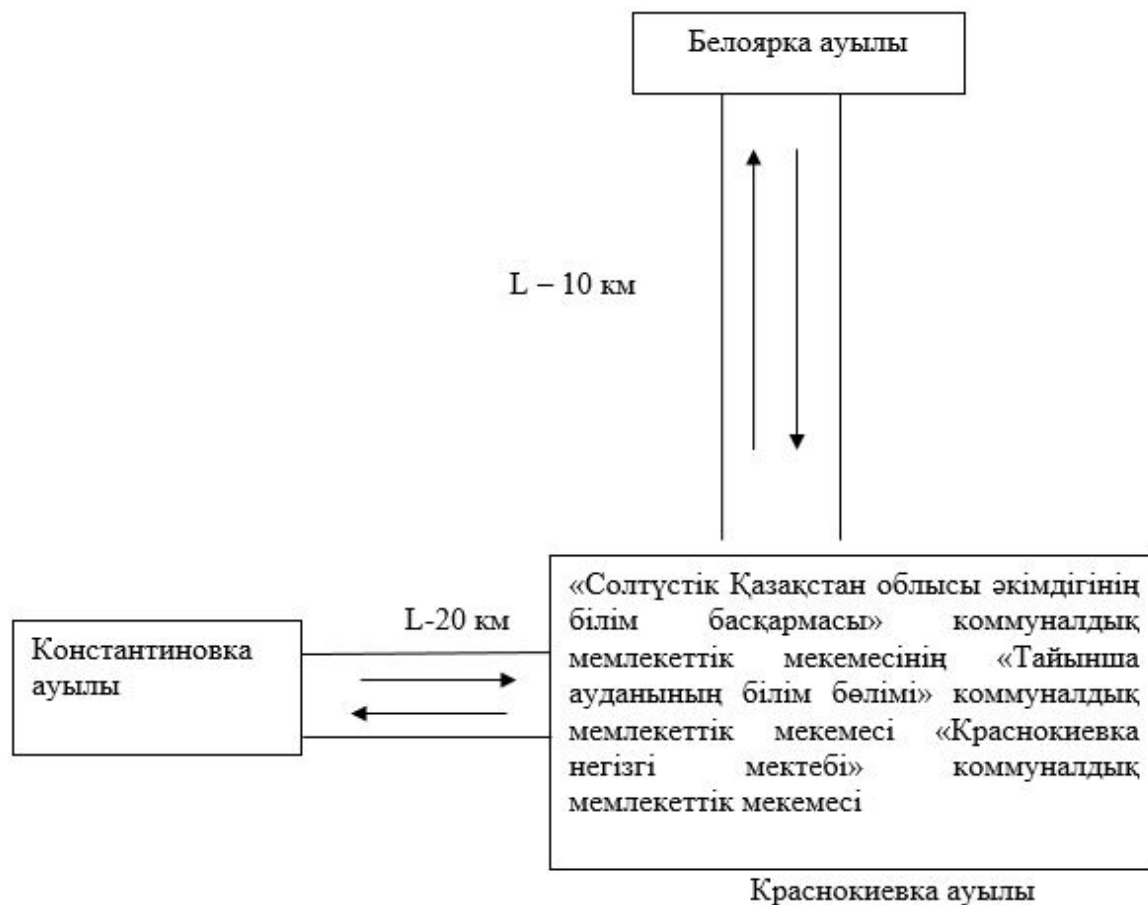 Белоярка ауылы
L – 10 км
L-20 км
Константиновка
ауылы
«Солтүстік Қазақстан облысы әкімдігінің
білім басқармасы» коммуналдық
мемлекеттік мекемесінің «Тайынша
ауданының білім бөлімі» коммуналдық
мемлекеттік мекемесі «Краснокиевка
негізгі мектебі» коммуналдық
мемлекеттік мекемесі
Краснокиевка ауылы